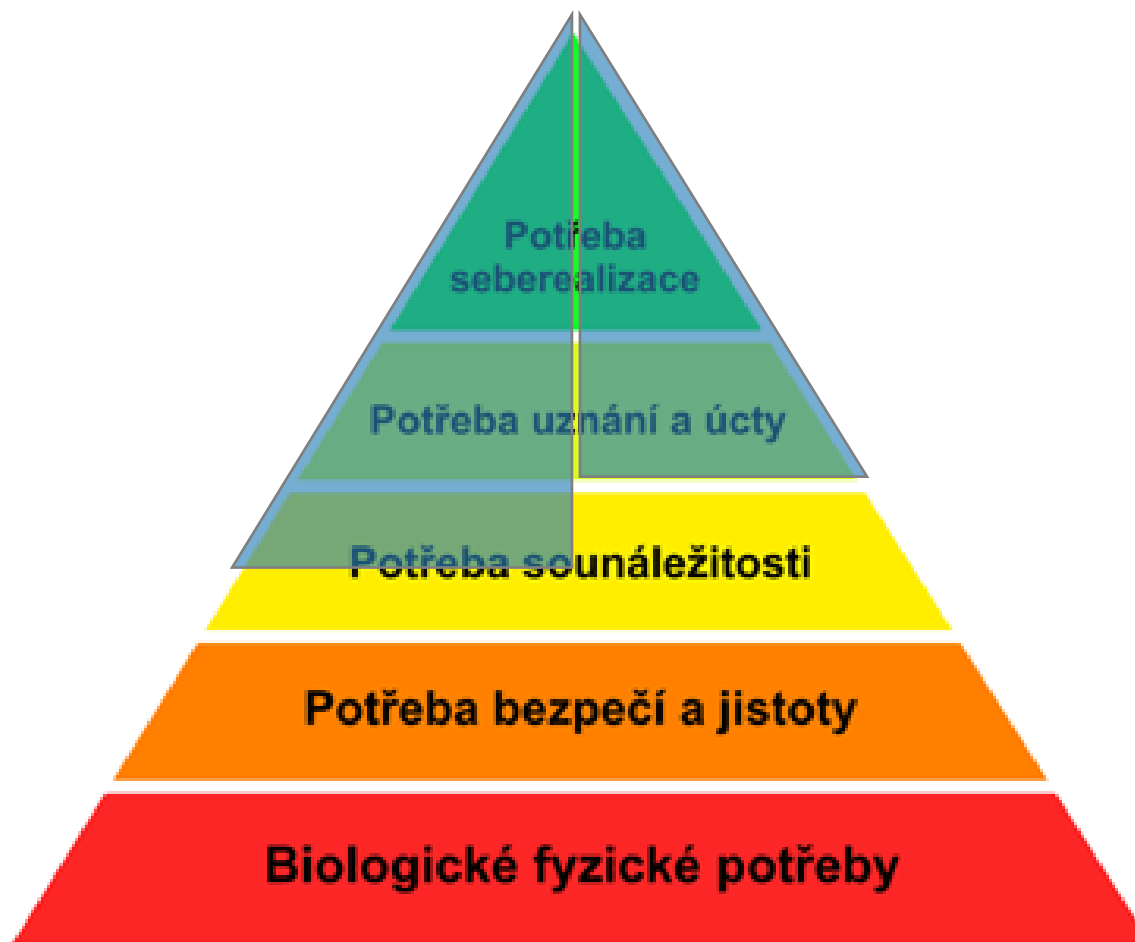 Potřeba
seberealizace
Potřeba uznání a úcty
Potřeba sounáležitosti
Potřeba bezpečí a jistoty
Biologické fyzické potřeby